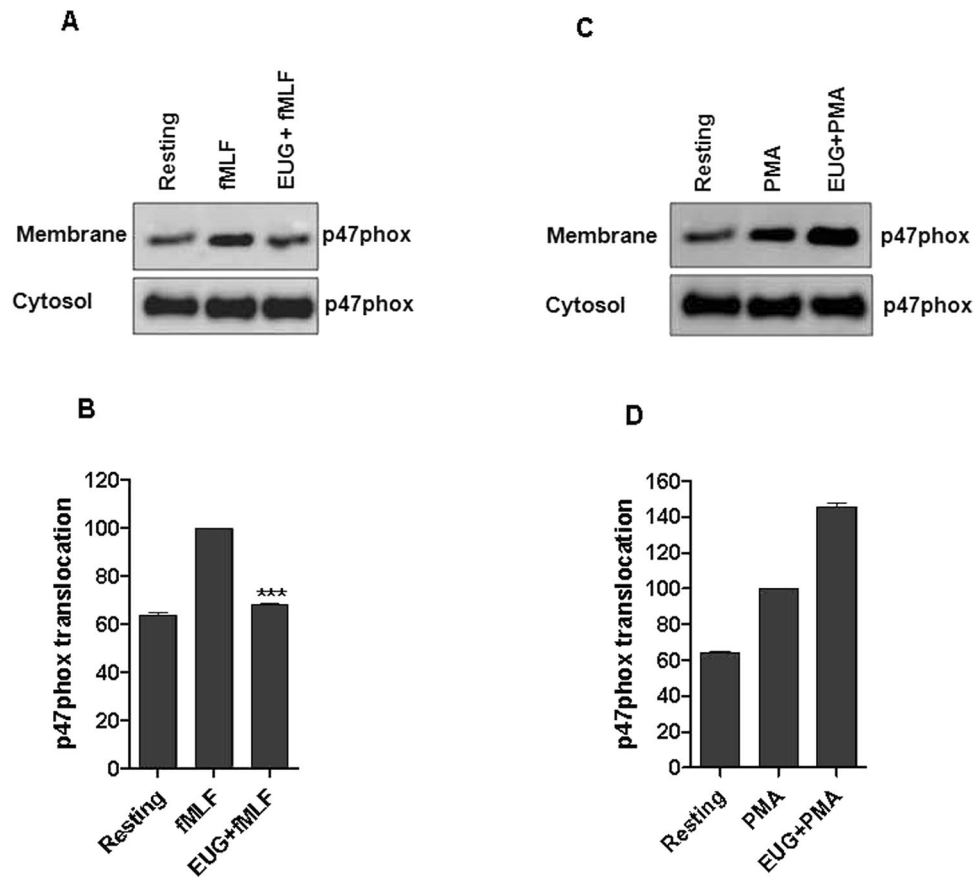 A
Resting
fMLF
EUG + fMLF
Membrane
p47phox
Cytosol
p47phox
B
p47phox translocation
120
100
80
60
40
20
0
***
Resting
fMLF
EUG+fMLF
C
Resting
PMA
EUG+PMA
Membrane
p47phox
Cytosol
p47phox
D
p47phox translocation
160
140
120
100
80
60
40
20
0
Resting
PMA
EUG+PMA